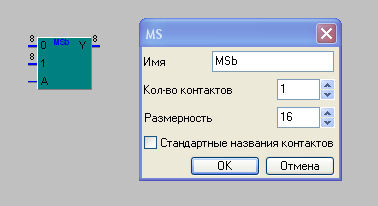 8
8
0 MSb Y
8
1
A
MS
Имя MSb
Кол-во контактов 1
Размерность 16
Стандартные названия контактов
OK Отмена